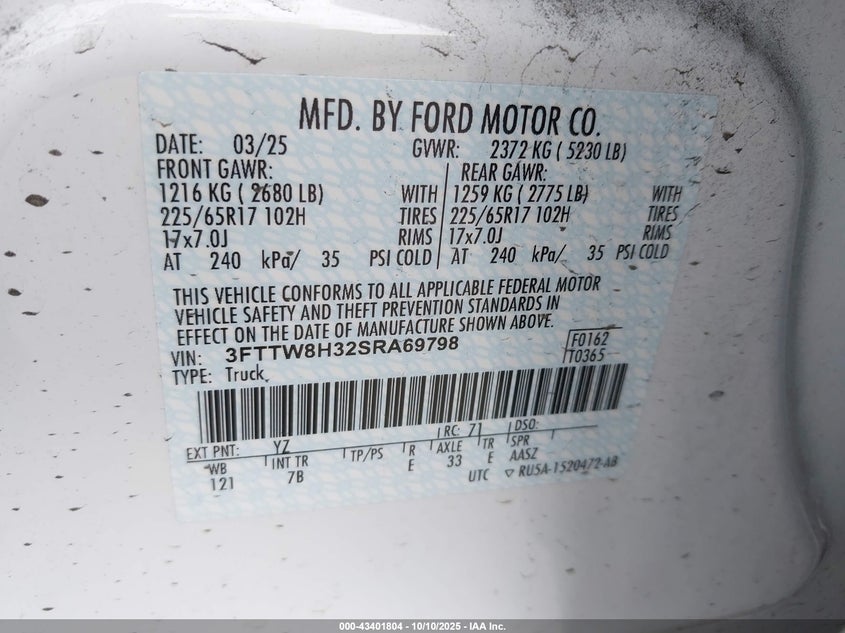 MFD. BY FORD MOTOR CO.
DATE: 03/25 GVWR: 2372 KG ( 5230 LB)
FRONT GAWR: REAR GAWR:
1216 KG ( 2680 LB) WITH 1259 KG ( 2775 LB) WITH
225/65R17 102H TIRES 225/65R17 102H TIRES
17x7.0J RIMS 17x7.0J RIMS
AT 240 kPa/ 35 PSI COLD AT 240 kPa/ 35 PSI COLD
THIS VEHICLE CONFORMS TO ALL APPLICABLE FEDERAL MOTOR
VEHICLE SAFETY AND THEFT PREVENTION STANDARDS IN
EFFECT ON THE DATE OF MANUFACTURE SHOWN ABOVE.
VIN: 3FTTW8H32SRA69798 F0162
TYPE: Truck T0365
EXT PNT: YZ RC: 71 DSO:
WB INT TR TP/PS R AXLE TR SPR
121 7B E 33 E AASZ
UTC RU5A-1520472-AB
000-43401804 - 10/10/2025 - IAA Inc.